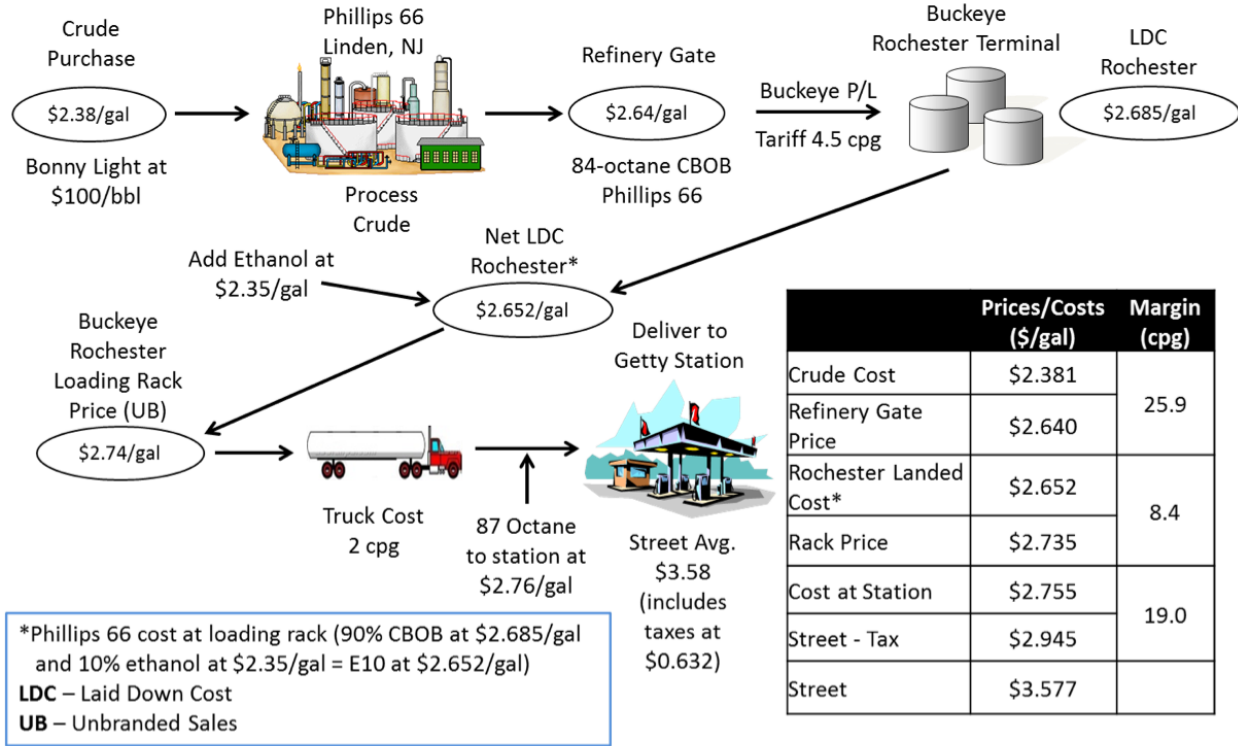 Crude
Purchase
$2.38/gal
Bonny Light at
$100/bbl
Phillips 66
Linden, NJ
Process
Crude
Refinery Gate
$2.64/gal
84-octane CBOB
Phillips 66
Buckeye P/L
Tariff 4.5 cpg
Buckeye
Rochester Terminal
LDC
Rochester
$2.685/gal
Add Ethanol at
$2.35/gal
Net LDC
Rochester*
$2.652/gal
Buckeye
Rochester
Loading Rack
Price (UB)
$2.74/gal
Truck Cost
2 cpg
87 Octane
to station at
$2.76/gal
Deliver to
Getty Station
Street Avg.
$3.58
(includes
taxes at
$0.632)
Prices/Costs
($/gal)
Margin
(cpg)
Crude Cost
$2.381
25.9
Refinery Gate
Price
$2.640
Rochester Landed
Cost*
$2.652
8.4
Rack Price
$2.735
Cost at Station
$2.755
19.0
Street - Tax
$2.945
Street
$3.577
*Phillips 66 cost at loading rack (90% CBOB at $2.685/gal
and 10% ethanol at $2.35/gal = E10 at $2.652/gal)
LDC – Laid Down Cost
UB – Unbranded Sales